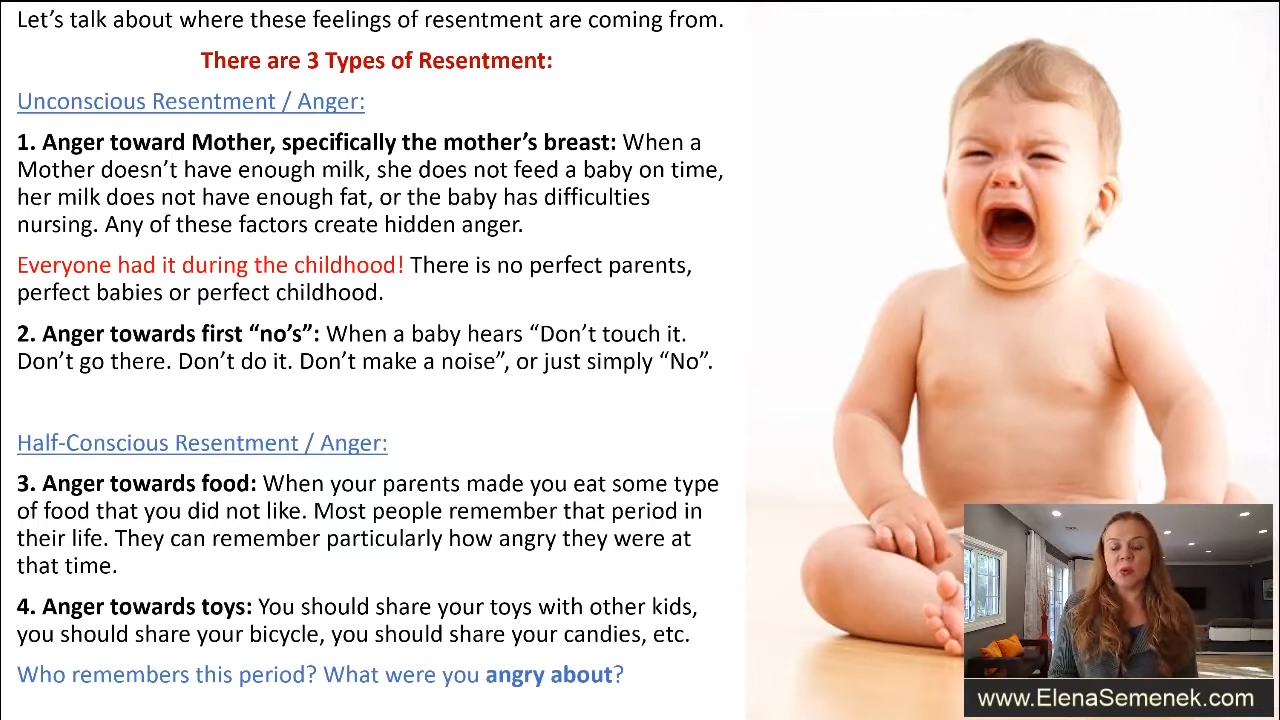 Let’s talk about where these feelings of resentment are coming from.
There are 3 Types of Resentment:
Unconscious Resentment / Anger:
1. Anger toward Mother, specifically the mother’s breast: When a
Mother doesn’t have enough milk, she does not feed a baby on time,
her milk does not have enough fat, or the baby has difficulties
nursing. Any of these factors create hidden anger.
Everyone had it during the childhood! There is no perfect parents,
perfect babies or perfect childhood.
2. Anger towards first “no’s”: When a baby hears “Don’t touch it.
Don’t go there. Don’t do it. Don’t make a noise”, or just simply “No”.
Half-Conscious Resentment / Anger:
3. Anger towards food: When your parents made you eat some type
of food that you did not like. Most people remember that period in
their life. They can remember particularly how angry they were at
that time.
4. Anger towards toys: You should share your toys with other kids,
you should share your bicycle, you should share your candies, etc.
Who remembers this period? What were you angry about?
www.ElenaSemenek.com